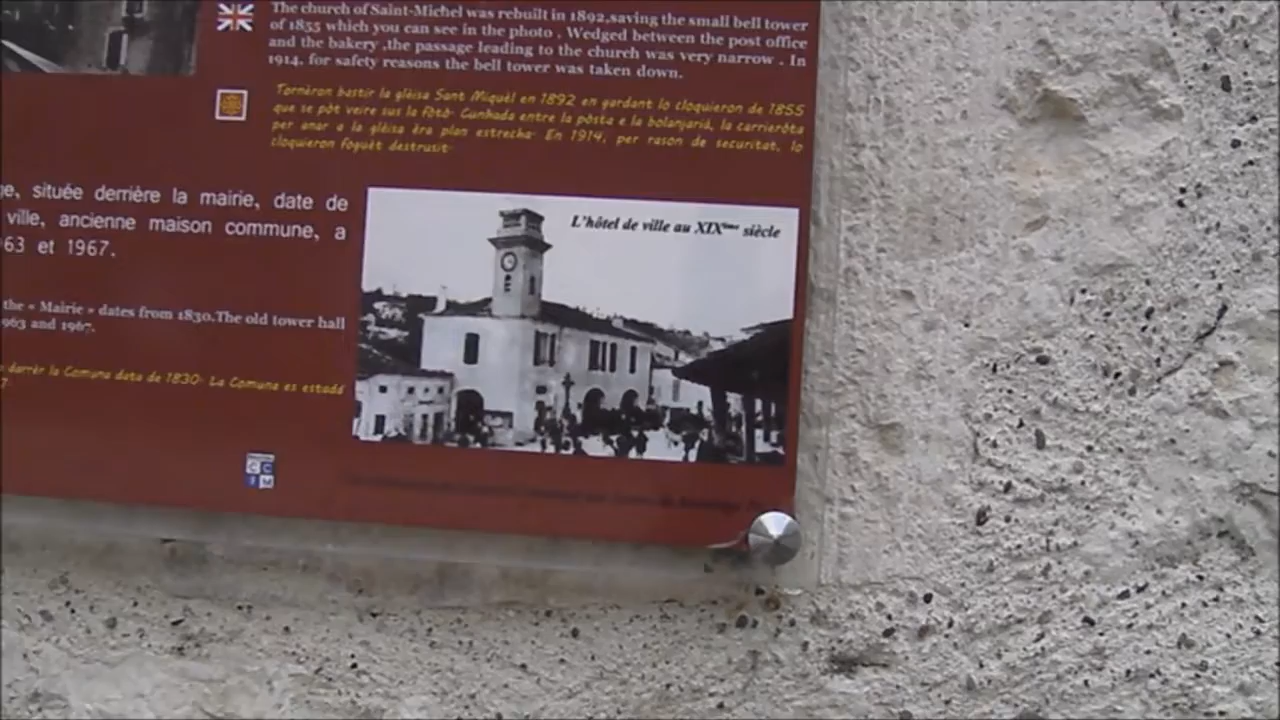 The church of Saint-Michel was rebuilt in 1892,saving the small bell tower
of 1855 which you can see in the photo . Wedged between the post office
and the bakery ,the passage leading to the church was very narrow . In
1914, for safety reasons the bell tower was taken down.
Tornèron bastir la glèisa Sant Miquèl en 1892 en gardant lo cloquieron de 1855
que se pòt veire sus la fòtò. Cunhada entre la pòsta e la bolanjariá, la carrieròta
per anar a la glèisa èra plan estrecha. En 1914, per rason de securitat, lo
cloquieron foguèt destrusit.
, située derrière la mairie, date de
ville, ancienne maison commune, a
63 et 1967.
the « Mairie » dates from 1830.The old tower hall
963 and 1967.
darrèr la Comuna data de 1830. La Comuna es estada
7.
L'hôtel de ville au XIXème siècle
C C
M